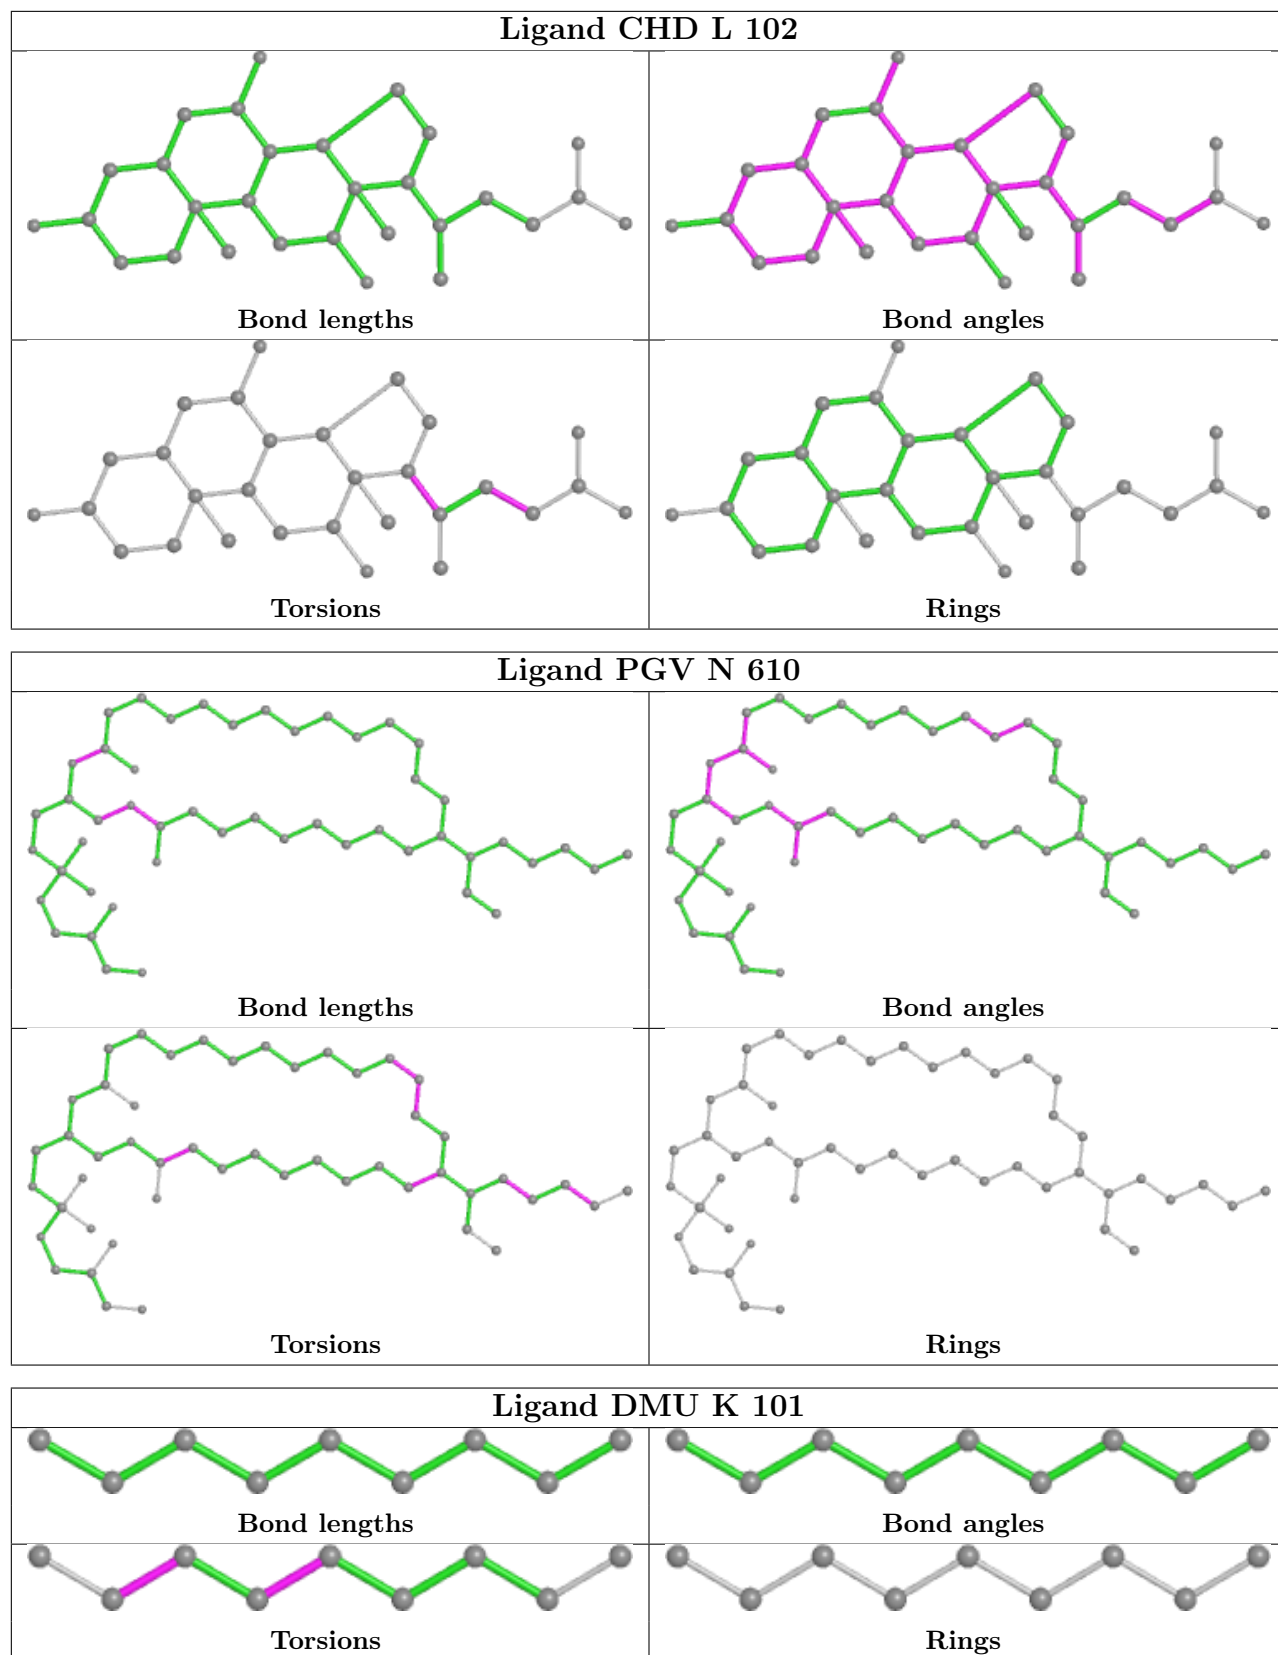 Ligand CHD L 102
Bond lengths
Bond angles
Torsions
Rings
Ligand PGV N 610
Bond lengths
Bond angles
Torsions
Rings
Ligand DMU K 101
Bond lengths
Bond angles
Torsions
Rings